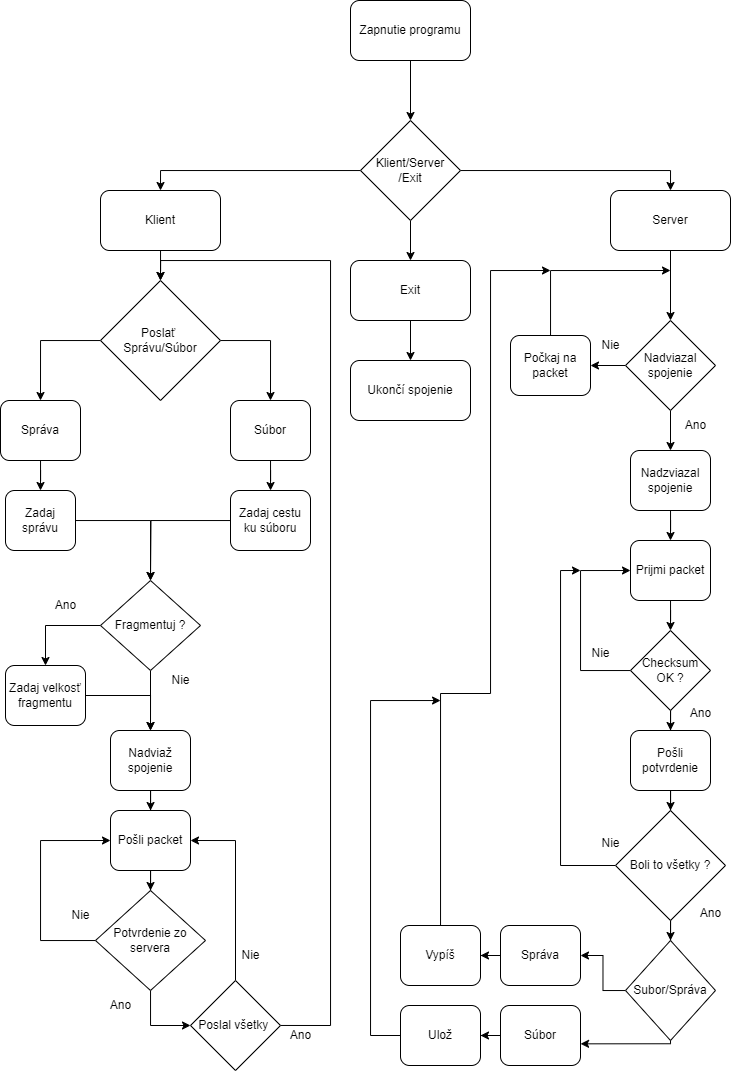 Zapnutie programu
Klient/Server
/Exit
Klient
Server
Exit
Ukončí spojenie
Poslať
Správu/Súbor
Správa
Súbor
Zadaj
správu
Zadaj cestu
ku súboru
Fragmentuj ?
Ano
Nie
Zadaj velkosť
fragmentu
Nadviaž
spojenie
Pošli packet
Potvrdenie zo
servera
Nie
Ano
Poslal všetky
Nie
Ano
Nadviazal
spojenie
Nie
Počkaj na
packet
Ano
Nadzviazal
spojenie
Prijmi packet
Checksum
OK ?
Nie
Ano
Pošli
potvrdenie
Boli to všetky ?
Nie
Ano
Subor/Správa
Správa
Vypíš
Súbor
Ulož